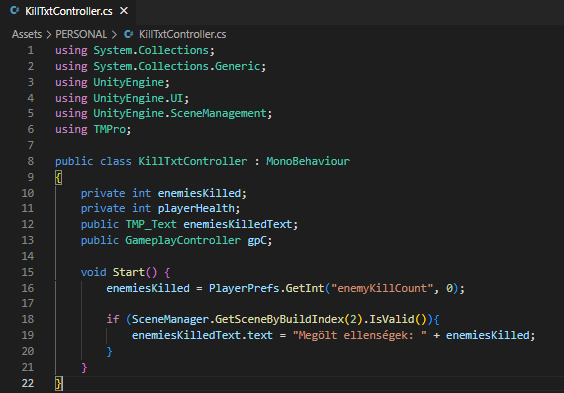 KillTxtController.cs
Assets > PERSONAL > KillTxtController.cs
1 using System.Collections;
2 using System.Collections.Generic;
3 using UnityEngine;
4 using UnityEngine.UI;
5 using UnityEngine.SceneManagement;
6 using TMPro;
7
8 public class KillTxtController : MonoBehaviour
9 {
10     private int enemiesKilled;
11     private int playerHealth;
12     public TMP_Text enemiesKilledText;
13     public GameplayController gpC;
14
15     void Start() {
16         enemiesKilled = PlayerPrefs.GetInt("enemyKillCount", 0);
17
18         if (SceneManager.GetSceneByBuildIndex(2).IsValid()){
19             enemiesKilledText.text = "Megölt ellenségek: " + enemiesKilled;
20         }
21     }
22 }